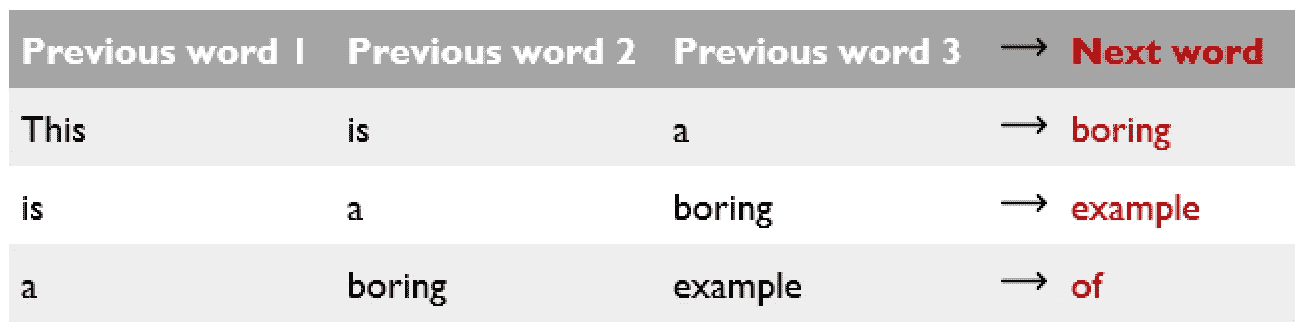 Previous word 1 Previous word 2 Previous word 3 → Next word
This is a → boring
is a boring → example
a boring example → of